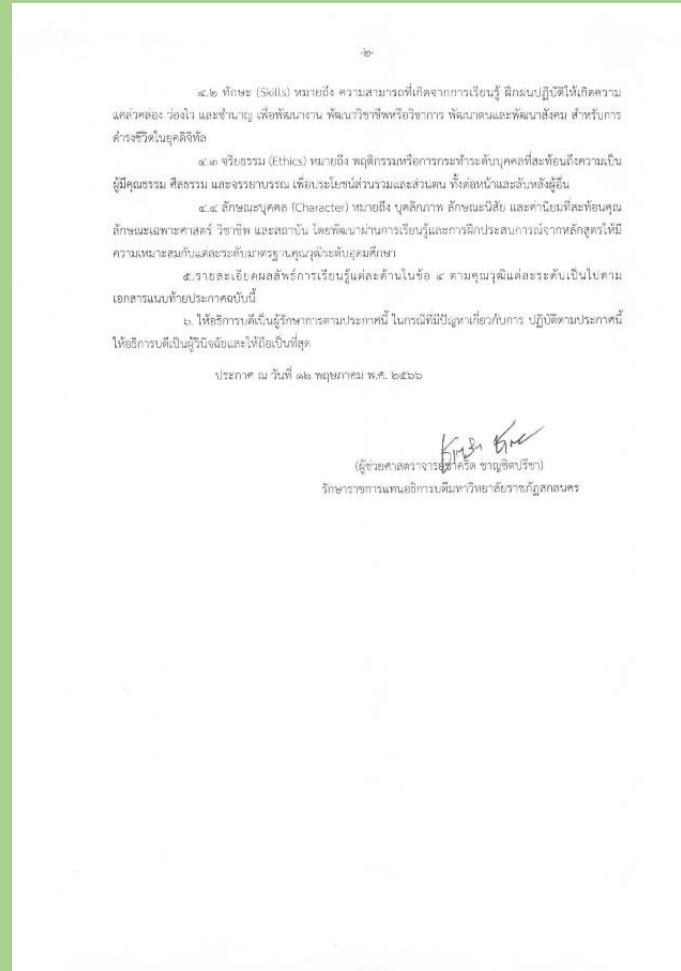 -๒-
๔.๒ ทักษะ (Skills) หมายถึง ความสามารถที่เกิดจากการเรียนรู้ ฝึกฝนปฏิบัติให้เกิดความ
แคล่วคล่อง ว่องไว และชำนาญ เพื่อพัฒนางาน พัฒนาวิชาชีพหรือวิชาการ พัฒนาตนและพัฒนาสังคม สำหรับการ
ดำรงชีวิตในยุคดิจิทัล
๔.๓ จริยธรรม (Ethics) หมายถึง พฤติกรรมหรือการกระทำระดับบุคคลที่สะท้อนถึงความเป็น
ผู้มีคุณธรรม ศีลธรรม และจรรยาบรรณ เพื่อประโยชน์ส่วนรวมและส่วนตน ทั้งต่อหน้าและลับหลังผู้อื่น
๔.๔ ลักษณะบุคคล (Character) หมายถึง บุคลิกภาพ ลักษณะนิสัย และค่านิยมที่สะท้อนคุณ
ลักษณะเฉพาะศาสตร์ วิชาชีพ และสถาบัน โดยพัฒนาผ่านการเรียนรู้และการฝึกประสบการณ์จากหลักสูตรให้มี
ความเหมาะสมกับแต่ละระดับมาตรฐานคุณวุฒิระดับอุดมศึกษา
๕.รายละเอียดผลลัพธ์การเรียนรู้แต่ละด้านในข้อ ๔ ตามคุณวุฒิแต่ละระดับเป็นไปตาม
เอกสารแนบท้ายประกาศฉบับนี้
๖. ให้อธิการบดีเป็นผู้รักษาการตามประกาศนี้ ในกรณีที่มีปัญหาเกี่ยวกับการ ปฏิบัติตามประกาศนี้
ให้อธิการบดีเป็นผู้วินิจฉัยและให้ถือเป็นที่สุด
ประกาศ ณ วันที่ ๑๒ พฤษภาคม พ.ศ. ๒๕๖๖
(ผู้ช่วยศาสตราจารย์ชาคริต ชาญชิตปรีชา)
รักษาราชการแทนอธิการบดีมหาวิทยาลัยราชภัฏสกลนคร